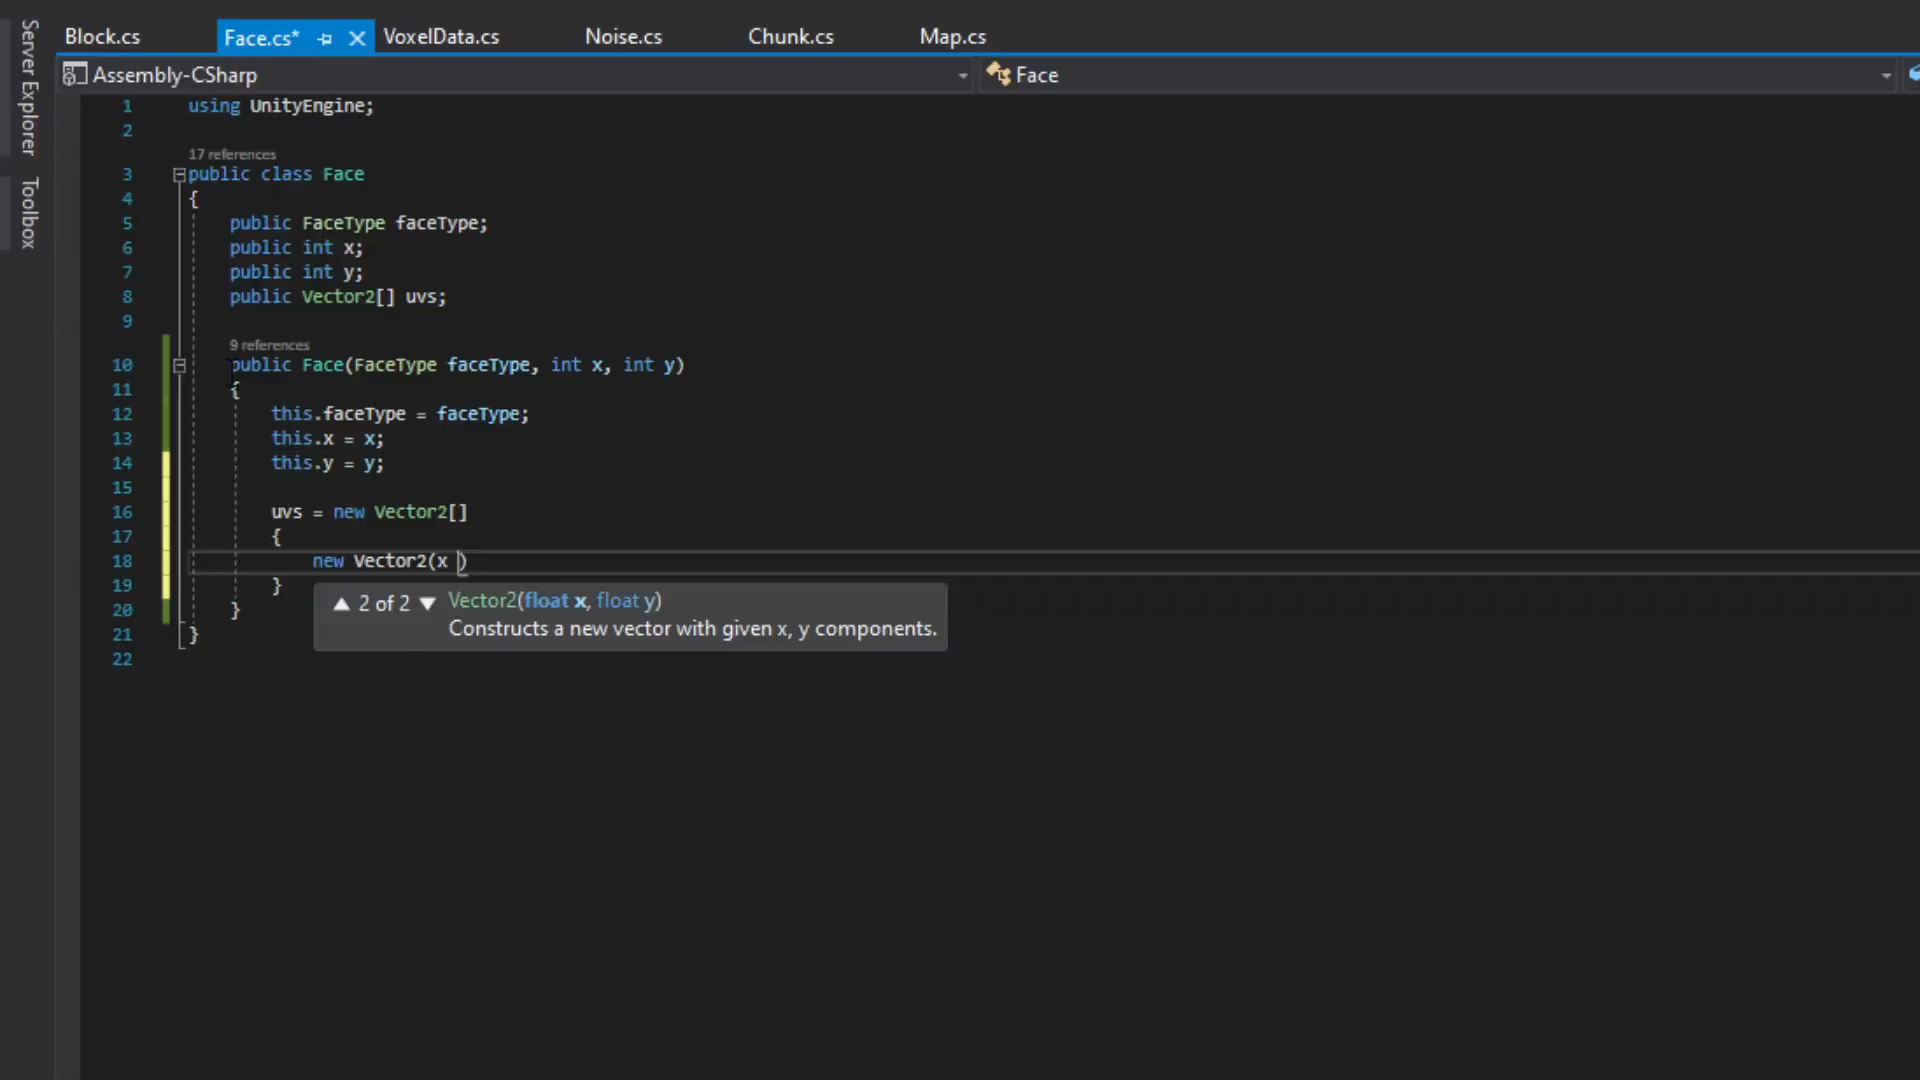 Server Explorer
Toolbox
Block.cs Face.cs* VoxelData.cs Noise.cs Chunk.cs Map.cs
Assembly-CSharp Face
1 using UnityEngine;
2
17 references
3 public class Face
4 {
5 public FaceType faceType;
6 public int x;
7 public int y;
8 public Vector2[] uvs;
9
9 references
10 public Face(FaceType faceType, int x, int y)
11 {
12 this.faceType = faceType;
13 this.x = x;
14 this.y = y;
15
16 uvs = new Vector2[]
17 {
18 new Vector2(x )
19 }
▲ 2 of 2 ▼ Vector2(float x, float y)
Constructs a new vector with given x, y components.
20 }
21 }
22